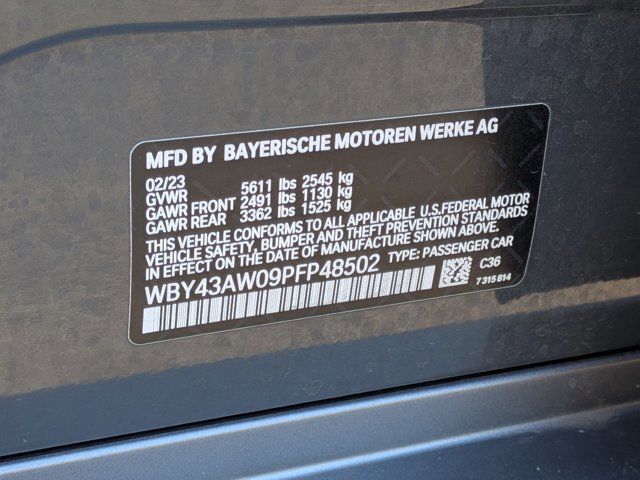 MFD BY BAYERISCHE MOTOREN WERKE AG
02/23
GVWR 5611 lbs 2545 kg
GAWR FRONT 2491 lbs 1130 kg
GAWR REAR 3362 lbs 1525 kg
THIS VEHICLE CONFORMS TO ALL APPLICABLE U.S. FEDERAL MOTOR
VEHICLE SAFETY, BUMPER AND THEFT PREVENTION STANDARDS
IN EFFECT ON THE DATE OF MANUFACTURE SHOWN ABOVE.
WBY43AW09PFP48502 TYPE: PASSENGER CAR
C36
7 315 814